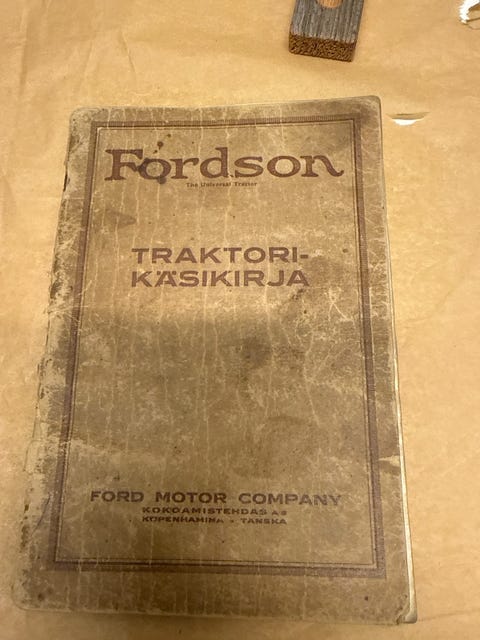 Fordson
The Universal Tractor
TRAKTORI-
KÄSIKIRJA
FORD MOTOR COMPANY
KOKOAMISTEHDAS A/S
KÖPENHAMINA - TANSKA